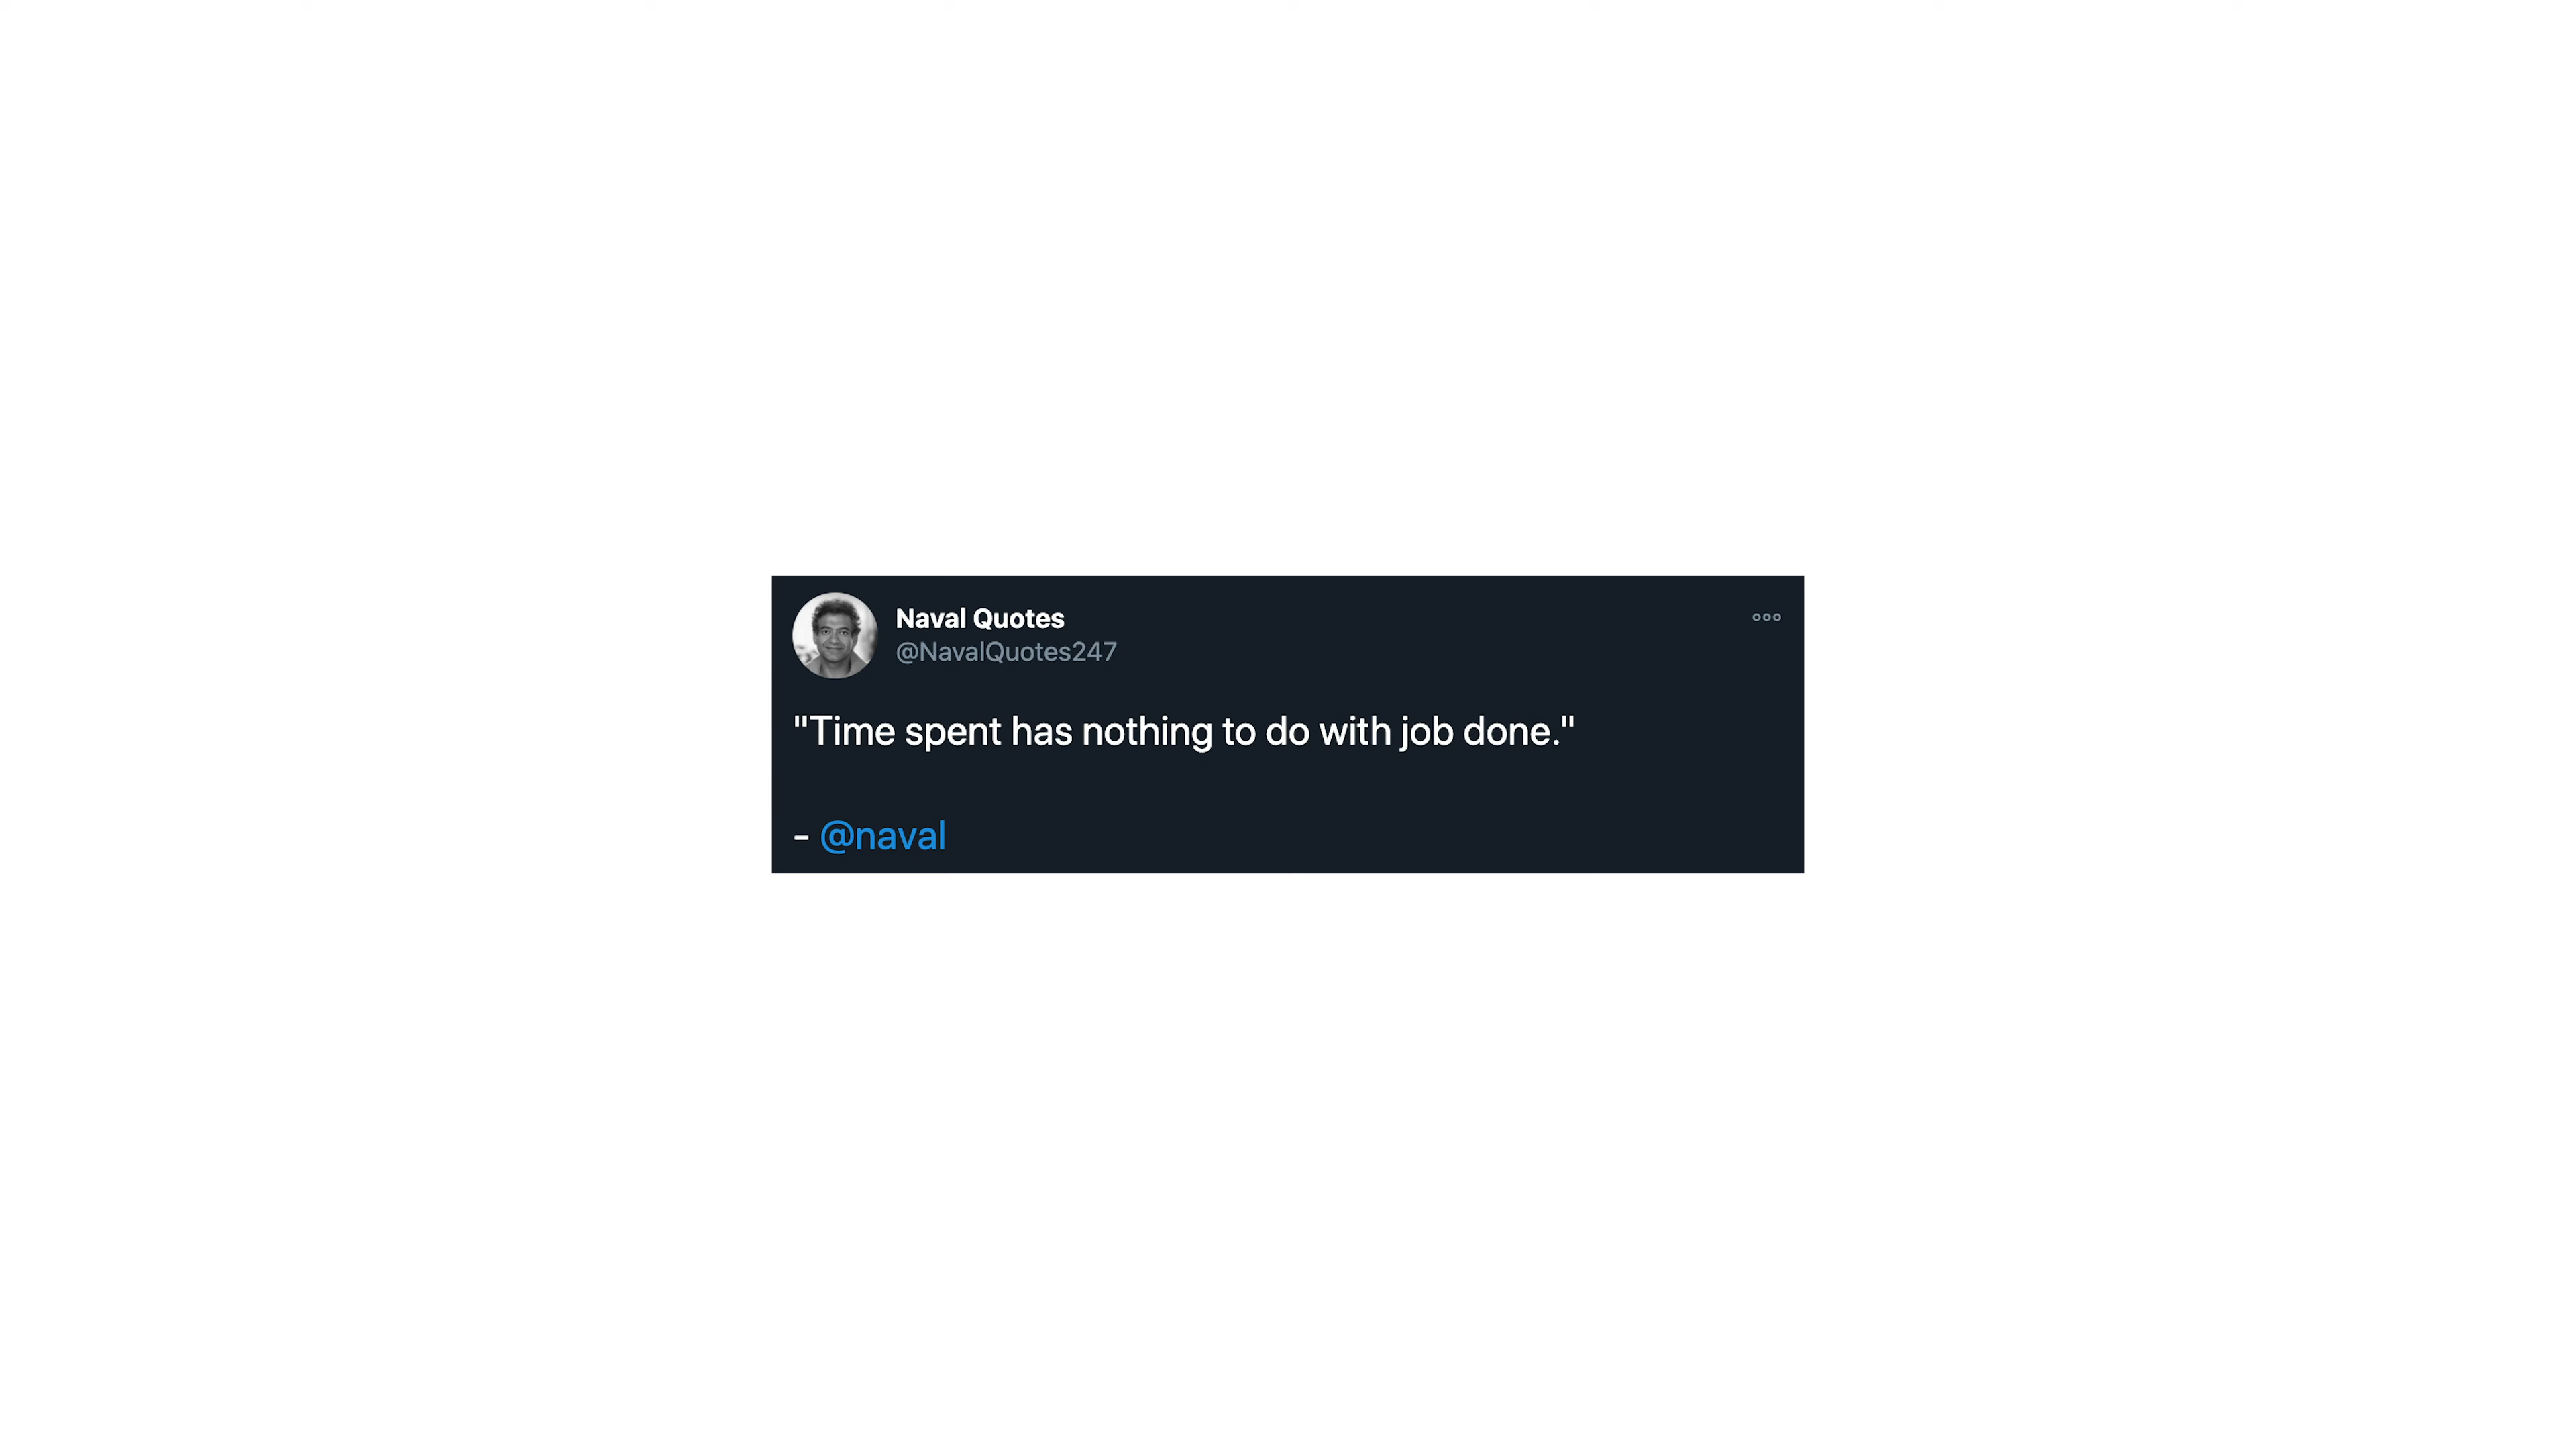 Naval Quotes
@NavalQuotes247
"Time spent has nothing to do with job done."
- @naval